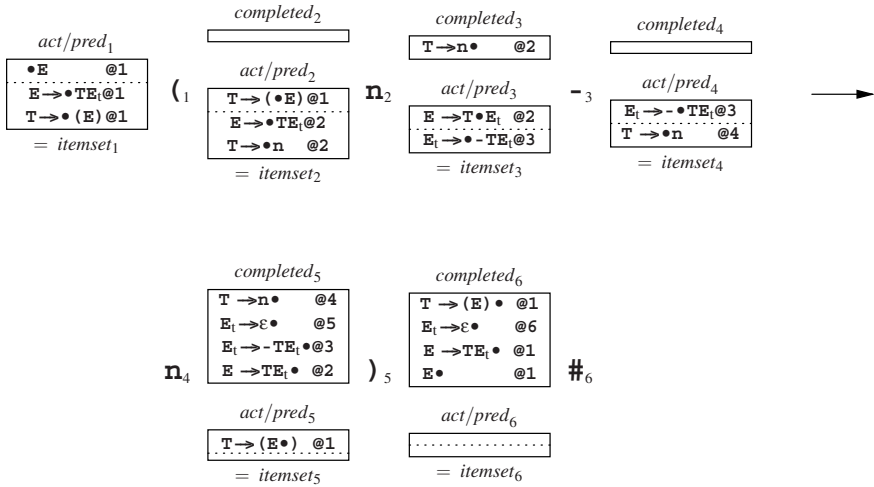 act/pred₁
•E @1
E→•TEₜ@1
T→•(E)@1
= itemset₁
(₁
completed₂
act/pred₂
T→(•E)@1
E→•TEₜ@2
T→•n @2
= itemset₂
n₂
completed₃
T→n• @2
act/pred₃
E →T•Eₜ @2
Eₜ→•-TEₜ@3
= itemset₃
-₃
completed₄
act/pred₄
Eₜ→-•TEₜ@3
T →•n @4
= itemset₄
n₄
completed₅
T →n• @4
Eₜ→ε• @5
Eₜ→-TEₜ•@3
E →TEₜ• @2
act/pred₅
T→(E•) @1
= itemset₅
)₅
completed₆
T →(E)• @1
Eₜ→ε• @6
E →TEₜ• @1
E• @1
act/pred₆
= itemset₆
#₆